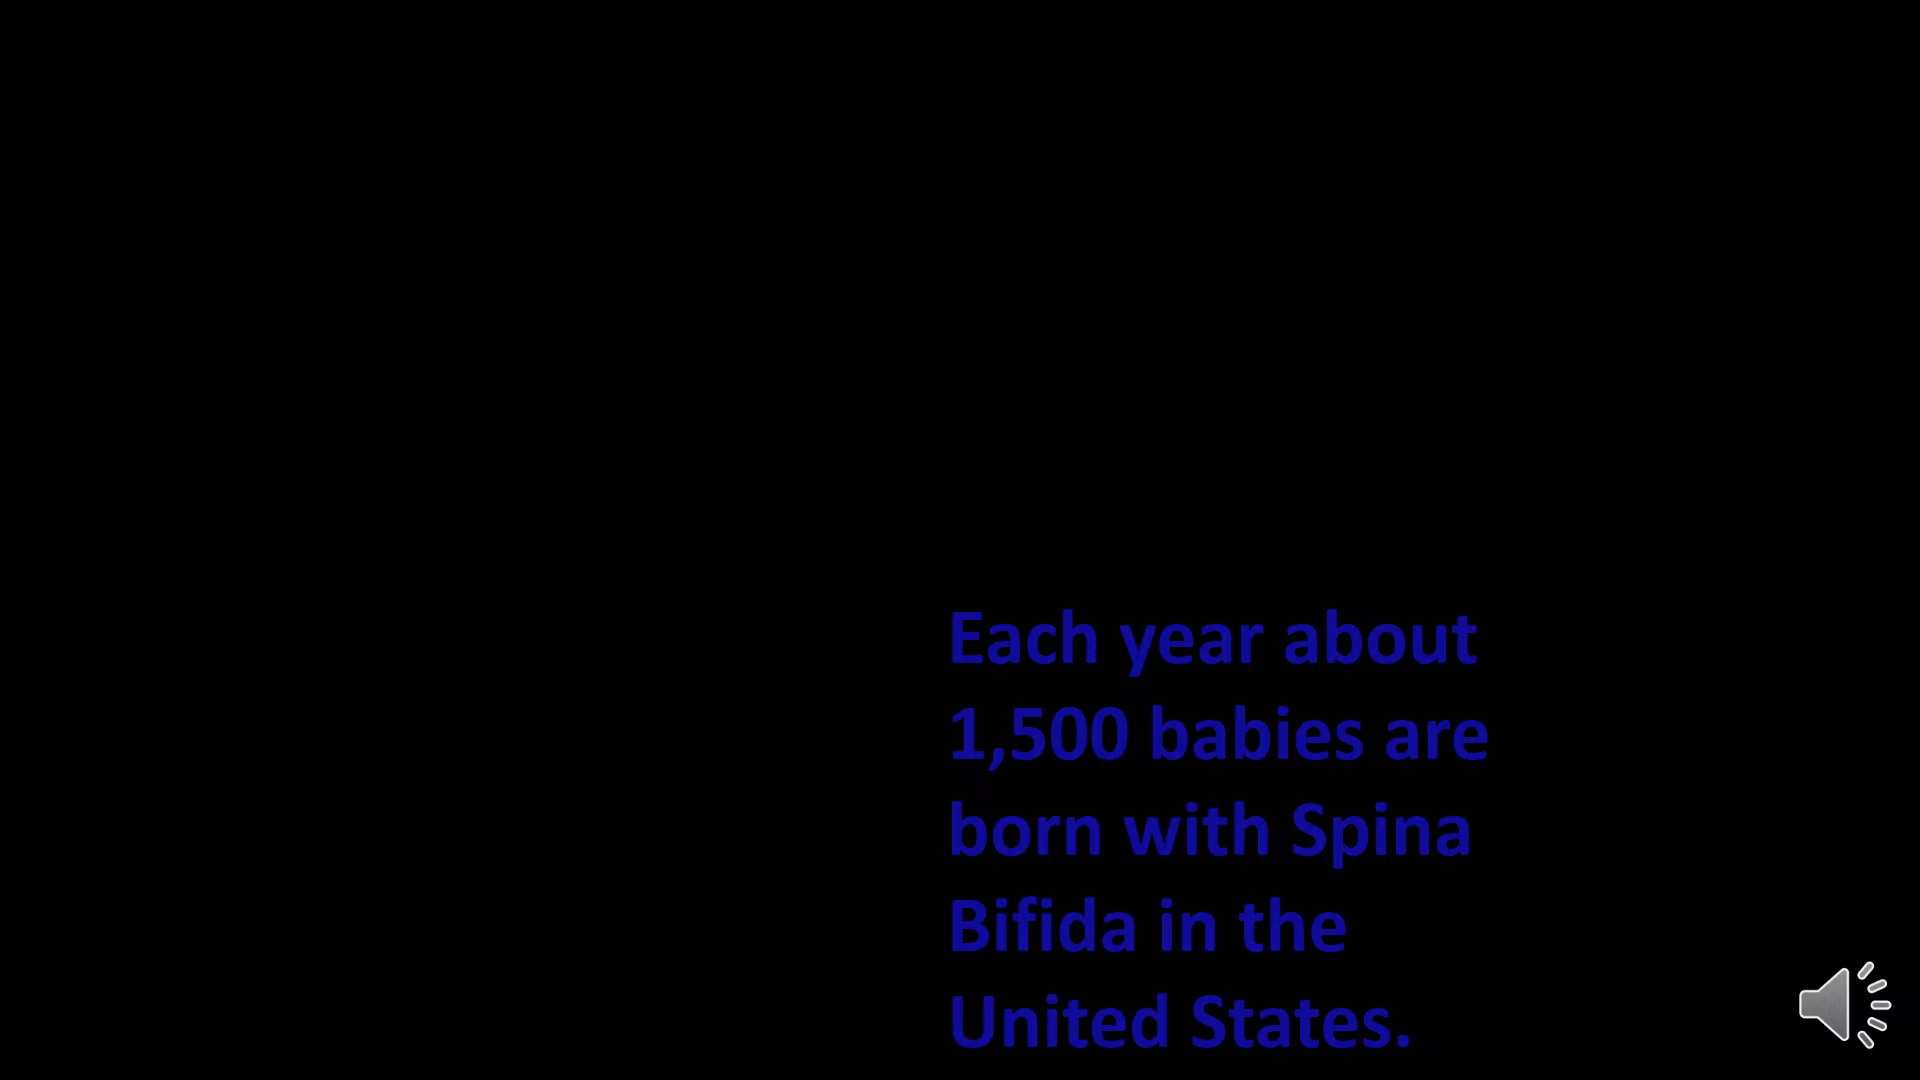 Each year about
1,500 babies are
born with Spina
Bifida in the
United States.